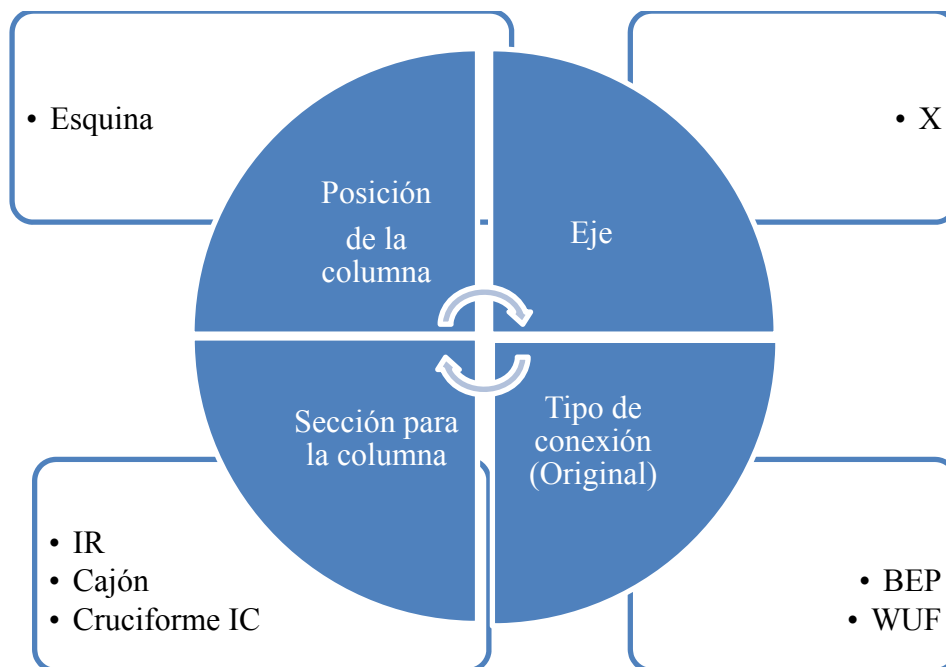 • Esquina
Posición
de la
columna
Eje
• X
Sección para
la columna
• IR
• Cajón
• Cruciforme IC
Tipo de
conexión
(Original)
• BEP
• WUF